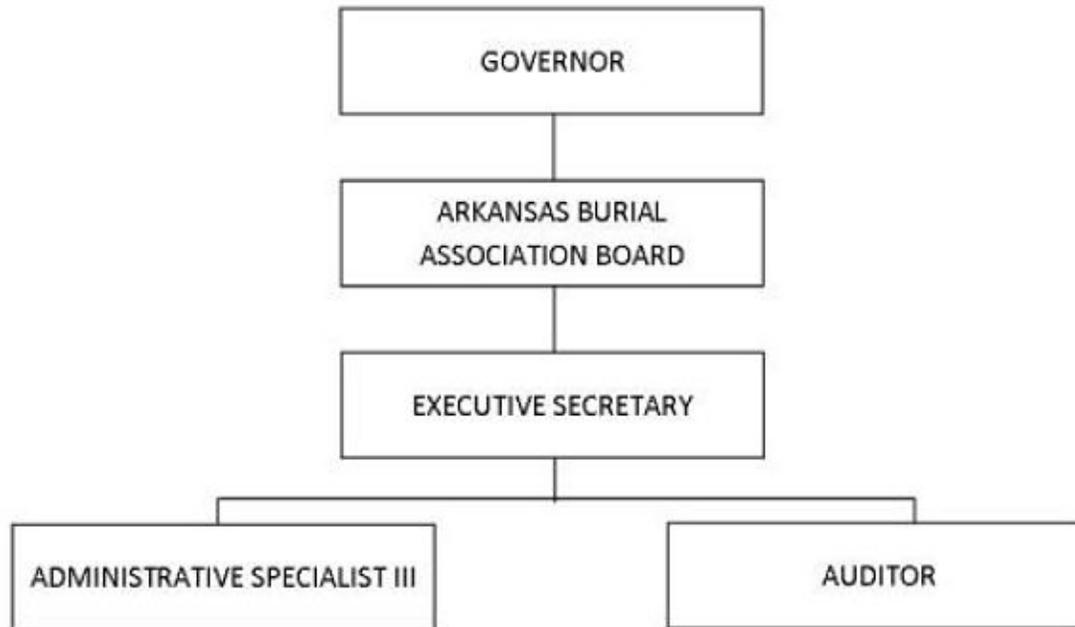 GOVERNOR
ARKANSAS BURIAL
ASSOCIATION BOARD
EXECUTIVE SECRETARY
ADMINISTRATIVE SPECIALIST III
AUDITOR